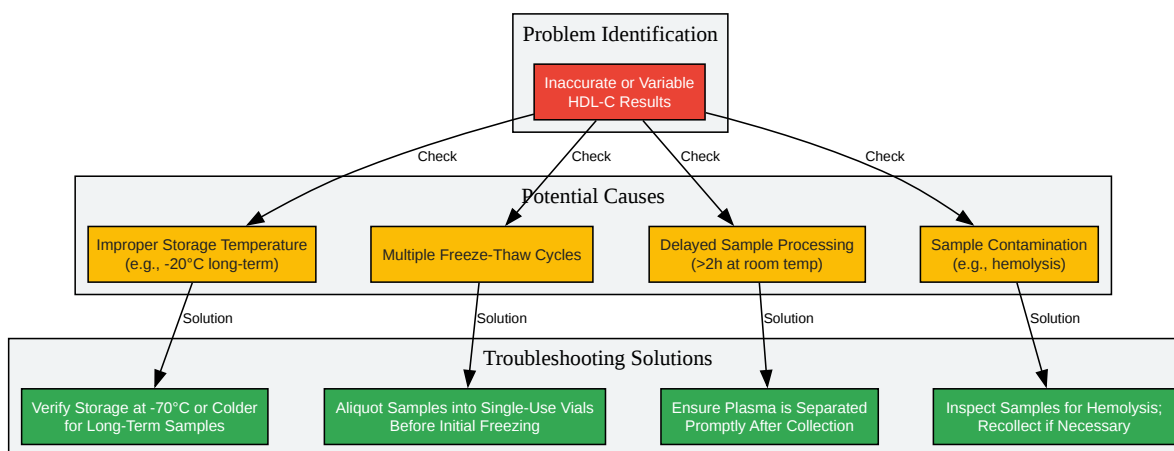 Problem Identification
Inaccurate or Variable
HDL-C Results
Check
Check
Check
Check
Potential Causes
Improper Storage Temperature
(e.g., -20°C long-term)
Multiple Freeze-Thaw Cycles
Delayed Sample Processing
(>2h at room temp)
Sample Contamination
(e.g., hemolysis)
Solution
Solution
Solution
Solution
Troubleshooting Solutions
Verify Storage at -70°C or Colder
for Long-Term Samples
Aliquot Samples into Single-Use Vials
Before Initial Freezing
Ensure Plasma is Separated
Promptly After Collection
Inspect Samples for Hemolysis;
Recollect if Necessary